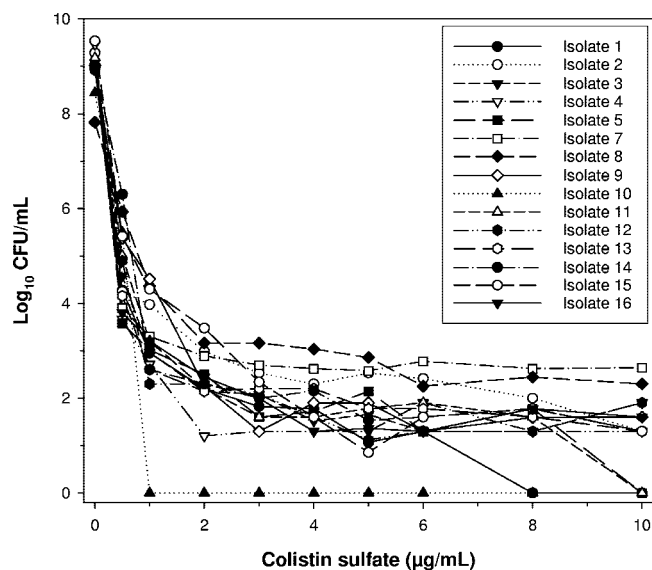 10
8
6
4
2
0
Log10 CFU/mL
0
2
4
6
8
10
Colistin sulfate (µg/mL)
Isolate 1
Isolate 2
Isolate 3
Isolate 4
Isolate 5
Isolate 7
Isolate 8
Isolate 9
Isolate 10
Isolate 11
Isolate 12
Isolate 13
Isolate 14
Isolate 15
Isolate 16